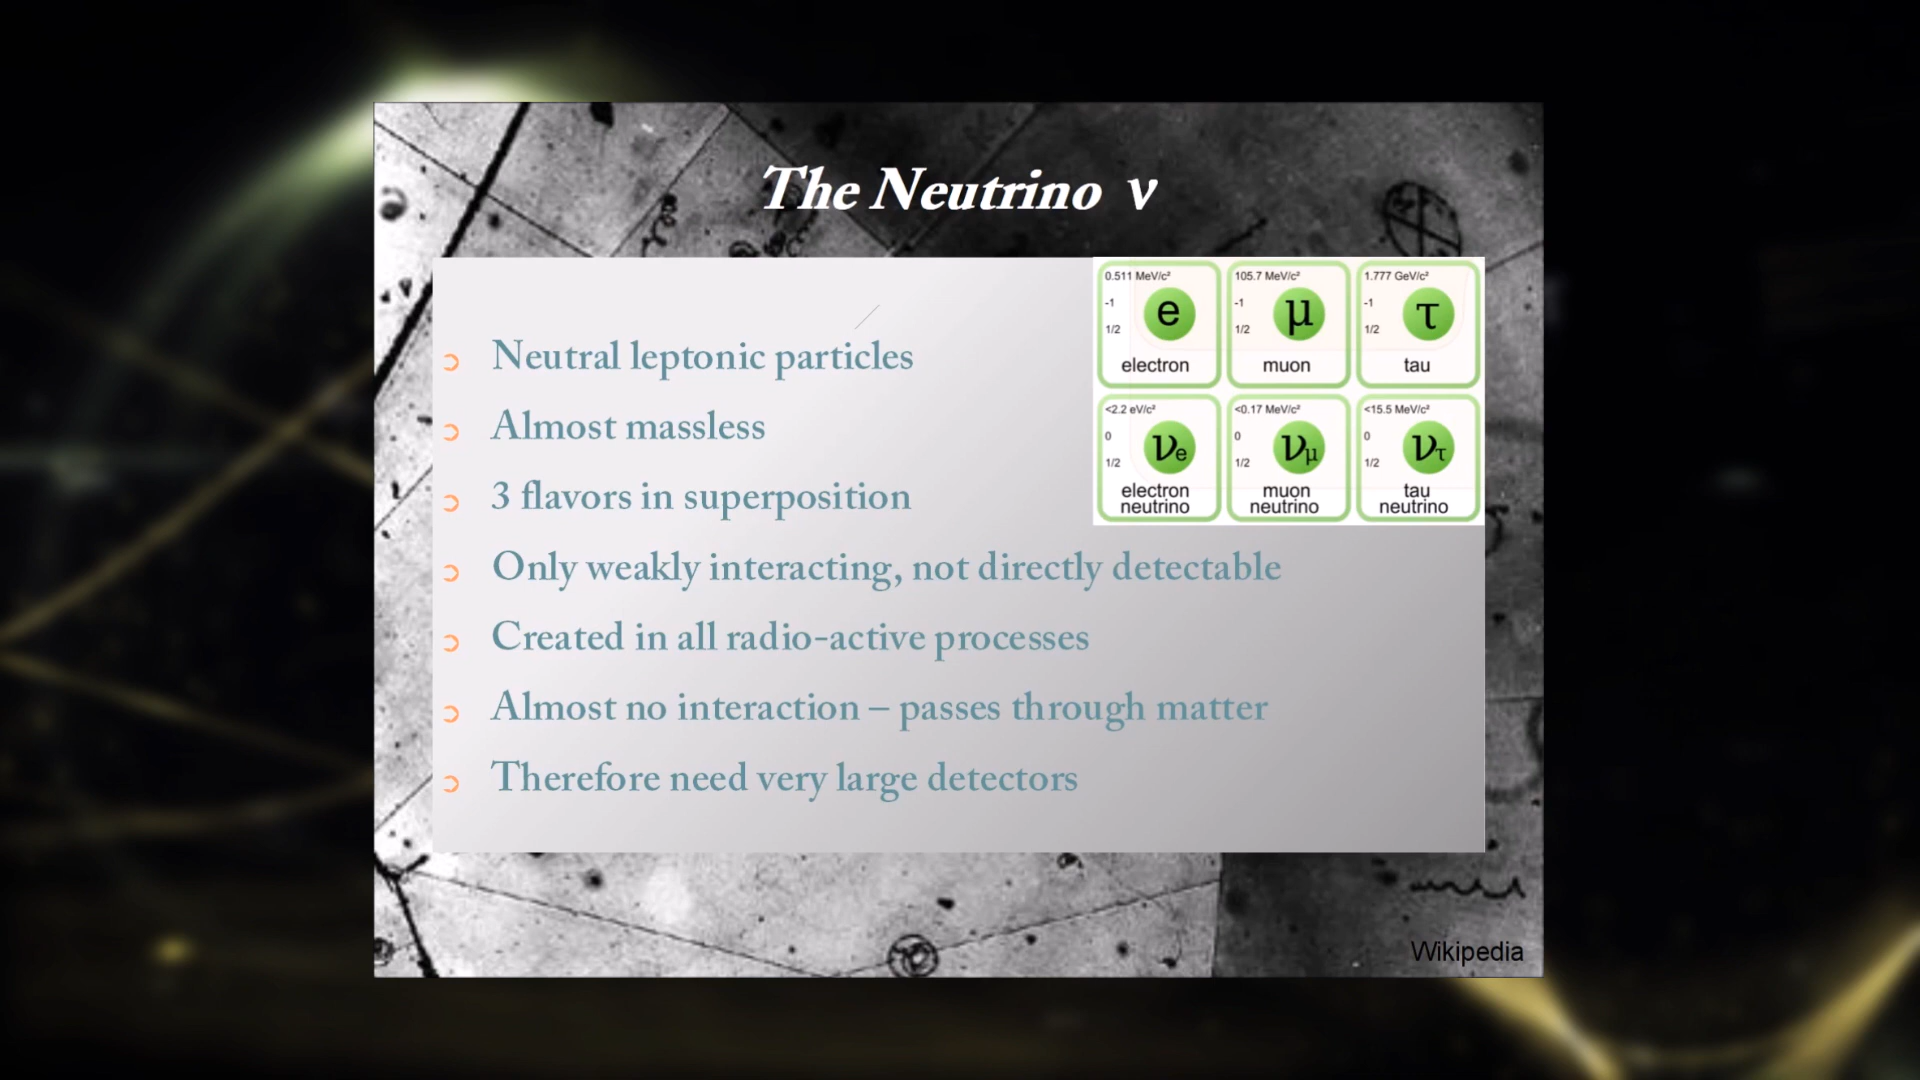 The Neutrino ν
Neutral leptonic particles
Almost massless
3 flavors in superposition
Only weakly interacting, not directly detectable
Created in all radio-active processes
Almost no interaction – passes through matter
Therefore need very large detectors
0.511 MeV/c²
-1
1/2
e
electron
105.7 MeV/c²
-1
1/2
μ
muon
1.777 GeV/c²
-1
1/2
τ
tau
<2.2 eV/c²
0
1/2
νe
electron
neutrino
<0.17 MeV/c²
0
1/2
νμ
muon
neutrino
<15.5 MeV/c²
0
1/2
ντ
tau
neutrino
Wikipedia